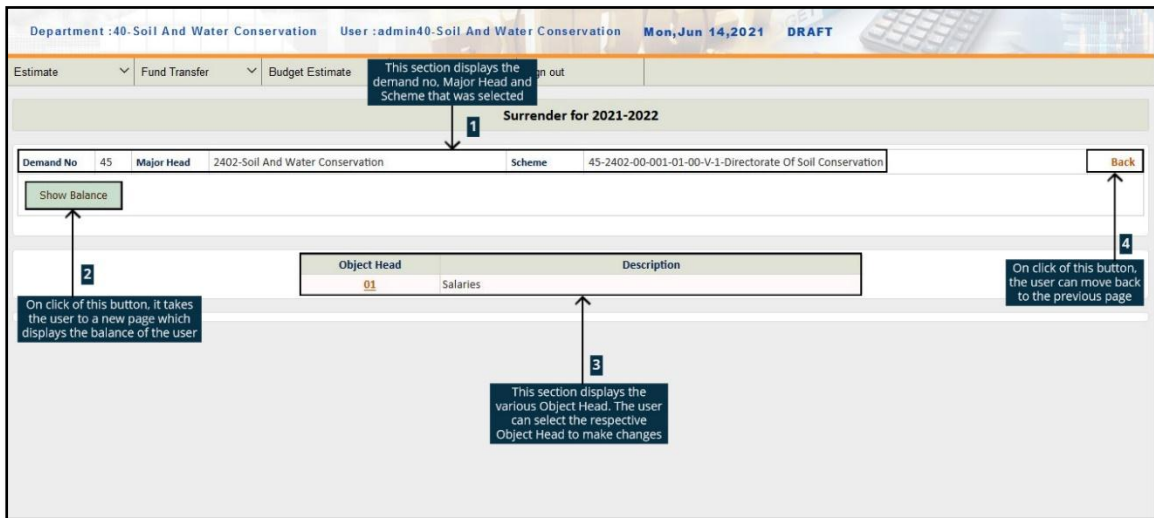 Department :40-Soil And Water Conservation User :admin40-Soil And Water Conservation Mon,Jun 14,2021 DRAFT
Estimate Fund Transfer Budget Estimate
This section displays the
demand no, Major Head and
Scheme that was selected
out
1
Surrender for 2021-2022
Demand No 45 Major Head 2402-Soil And Water Conservation Scheme 45-2402-00-001-01-00-V-1-Directorate Of Soil Conservation Back
Show Balance
2
On click of this button, it takes
the user to a new page which
displays the balance of the user
Object Head Description
01 Salaries
4
On click of this button,
the user can move back
to the previous page
3
This section displays the
various Object Head. The user
can select the respective
Object Head to make changes